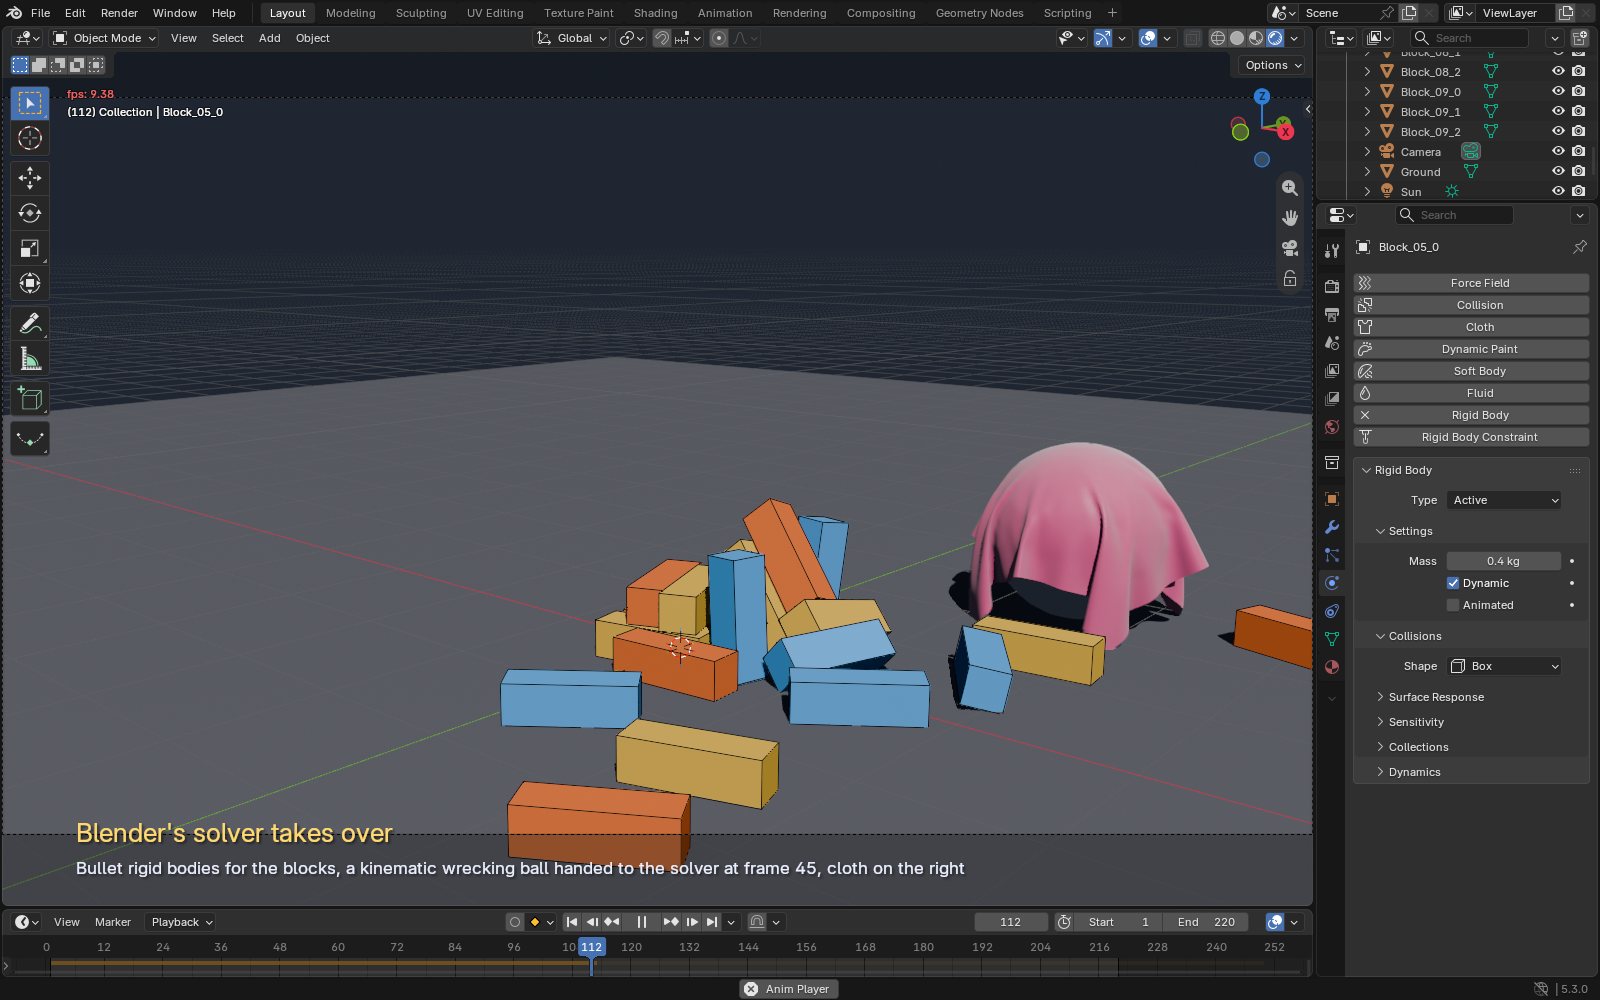 File Edit Render Window Help Layout Modeling Sculpting UV Editing Texture Paint Shading Animation Rendering Compositing Geometry Nodes Scripting Scene ViewLayer
Object Mode View Select Add Object Global Search
Options
fps: 9.38
(112) Collection | Block_05_0
Z
Y
X
Block_08_2
Block_09_0
Block_09_1
Block_09_2
Camera
Ground
Sun
Search
Block_05_0
Force Field
Collision
Cloth
Dynamic Paint
Soft Body
Fluid
Rigid Body
Rigid Body Constraint
Rigid Body
Type Active
Settings
Mass 0.4 kg
Dynamic
Animated
Collisions
Shape Box
Surface Response
Sensitivity
Collections
Dynamics
Blender's solver takes over
Bullet rigid bodies for the blocks, a kinematic wrecking ball handed to the solver at frame 45, cloth on the right
View Marker Playback 112 Start 1 End 220
0 12 24 36 48 60 72 84 96 10 112 120 132 144 156 168 180 192 204 216 228 240 252
Anim Player
5.3.0